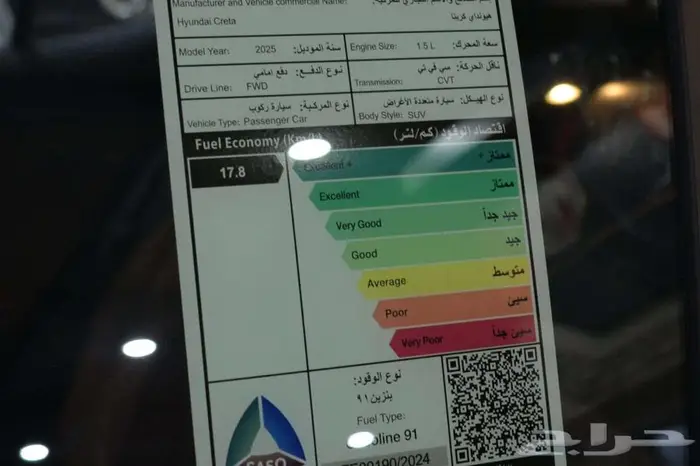 Manufacturer and Vehicle commercial Name:
Hyundai Creta
هيونداي كريتا
Model Year: 2025 سنة الموديل:
Engine Size: 1.5 L سعة المحرك:
Drive Line: FWD دفع امامي نوع الدفع:
Transmission: CVT سي في تي ناقل الحركة:
Vehicle Type: Passenger Car سيارة ركوب نوع المركبة:
Body Style: SUV سيارة متعددة الأغراض نوع الهيكل:
Fuel Economy (Km/L) اقتصاد الوقود (كم/لتر)
17.8
Excellent + ممتاز +
Excellent ممتاز
Very Good جيد جداً
Good جيد
Average متوسط
Poor سيئ
Very Poor سيئ جداً
نوع الوقود:
بنزين ٩١
Fuel Type:
Gasoline 91
SASO
حراج